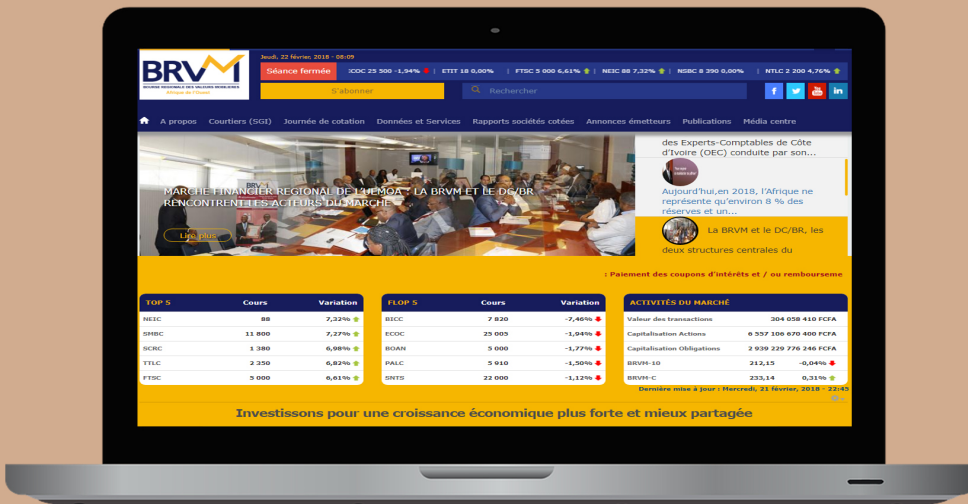 Jeudi, 22 février, 2018 - 08:09
BRVM
BOURSE REGIONALE DES VALEURS MOBILIERES
Afrique de l'Ouest
Séance fermée
COC 25 500 -1,94% | ETIT 18 0,00% | FTSC 5 000 6,61% | NEIC 88 7,32% | NSBC 8 390 0,00% | NTLC 2 200 4,76%
S'abonner
Rechercher
f
You Tube
in
A propos Courtiers (SGI) Journée de cotation Données et Services Rapports sociétés cotées Annonces émetteurs Publications Média centre
MARCHE FINANCIER REGIONAL DE L'UEMOA : LA BRVM ET LE DC/BR
RENCONTRENT LES ACTEURS DU MARCHE
Lire plus
des Experts-Comptables de Côte
d'Ivoire (OEC) conduite par son...
Aujourd'hui,en 2018, l'Afrique ne
représente qu'environ 8 % des
réserves et un...
La BRVM et le DC/BR, les
deux structures centrales du
: Paiement des coupons d'intérêts et / ou rembourseme
TOP 5 Cours Variation
NEIC 88 7,32%
SMBC 11 800 7,27%
SCRC 1 380 6,98%
TTLC 2 350 6,82%
FTSC 5 000 6,61%
FLOP 5 Cours Variation
BICC 7 820 -7,46%
ECOC 25 005 -1,94%
BOAN 5 000 -1,77%
PALC 5 910 -1,50%
SNTS 22 000 -1,12%
ACTIVITÉS DU MARCHÉ
Valeur des transactions 304 058 410 FCFA
Capitalisation Actions 6 557 106 670 400 FCFA
Capitalisation Obligations 2 939 229 776 246 FCFA
BRVM-10 212,15 -0,04%
BRVM-C 233,14 0,31%
Dernière mise à jour : Mercredi, 21 février, 2018 - 22:45
Investissons pour une croissance économique plus forte et mieux partagée